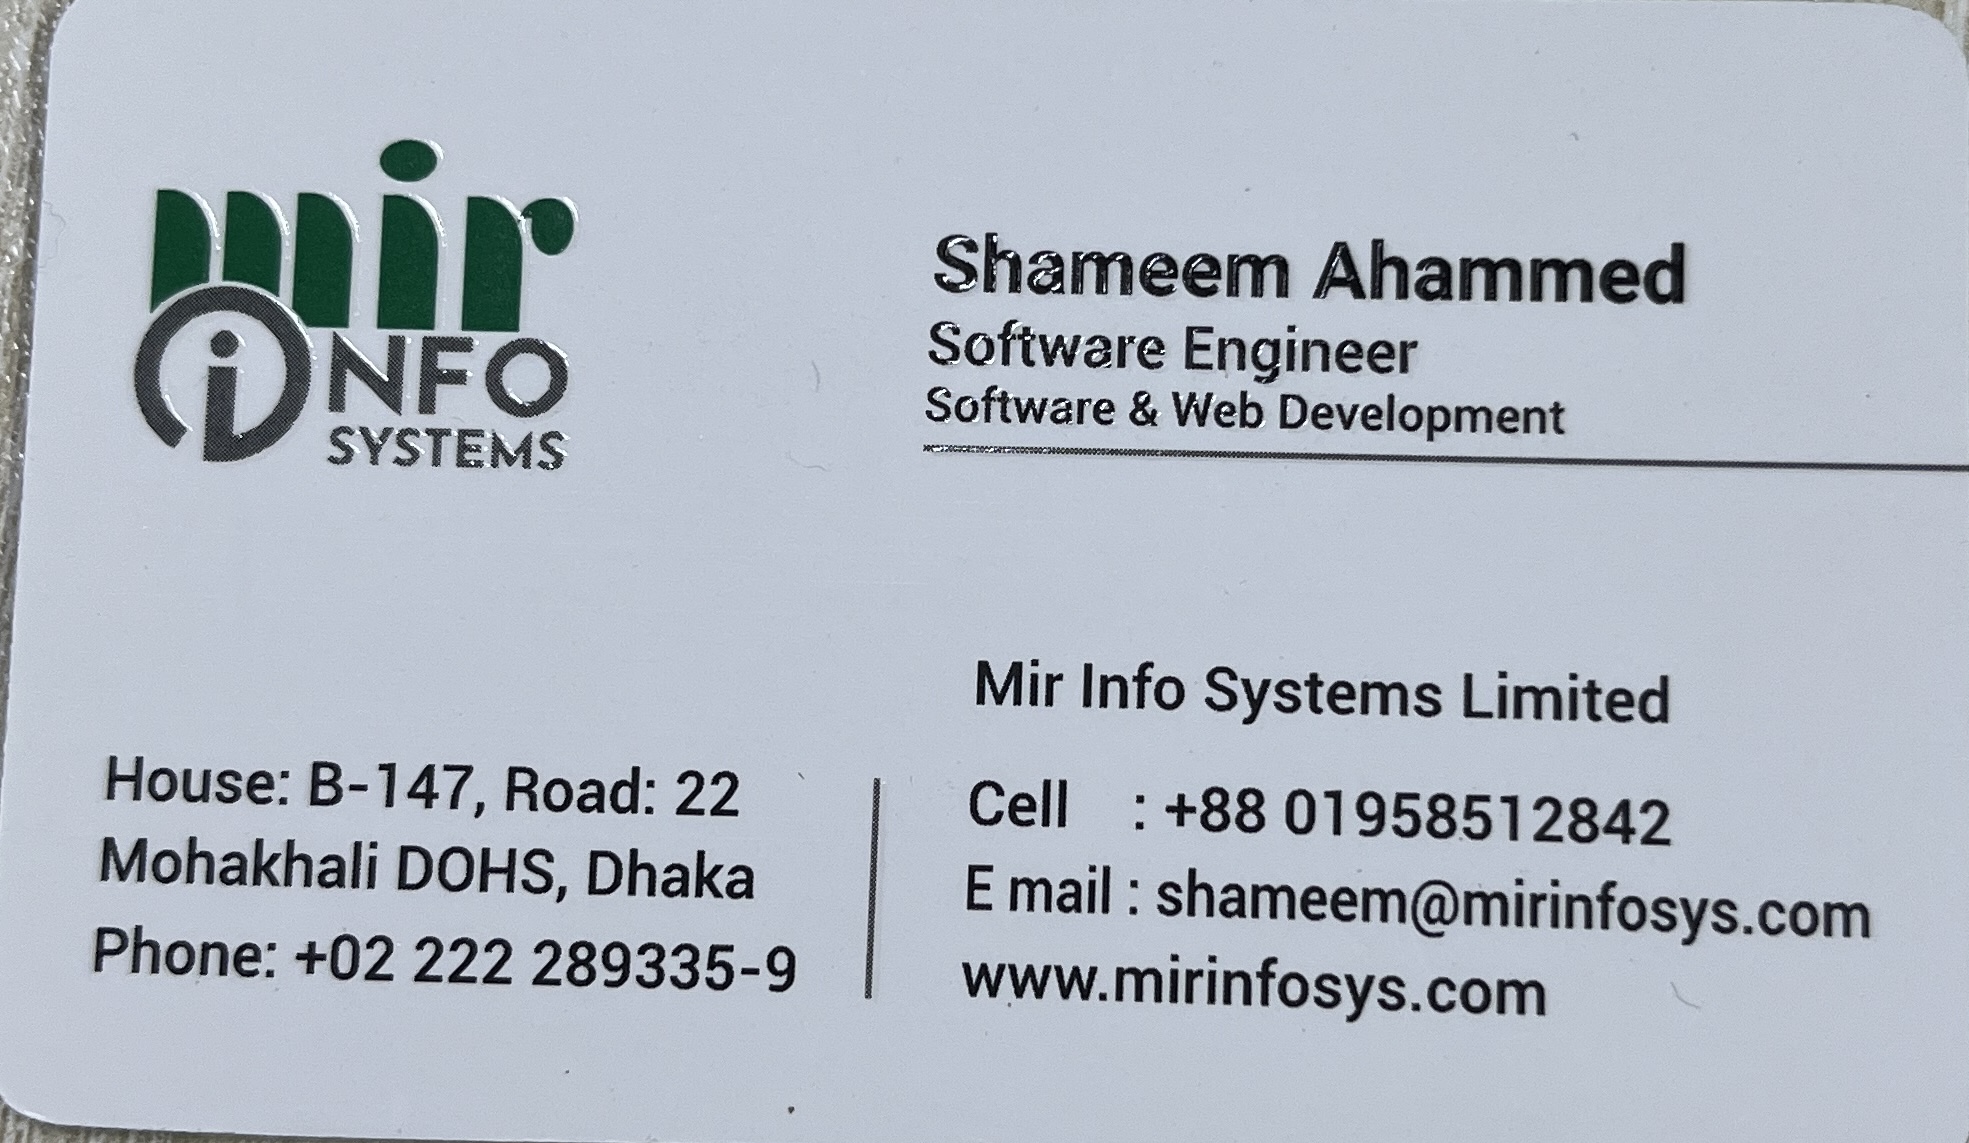 mir
iNFO
SYSTEMS
Shameem Ahammed
Software Engineer
Software & Web Development
House: B-147, Road: 22
Mohakhali DOHS, Dhaka
Phone: +02 222 289335-9
Mir Info Systems Limited
Cell : +88 01958512842
E mail : shameem@mirinfosys.com
www.mirinfosys.com